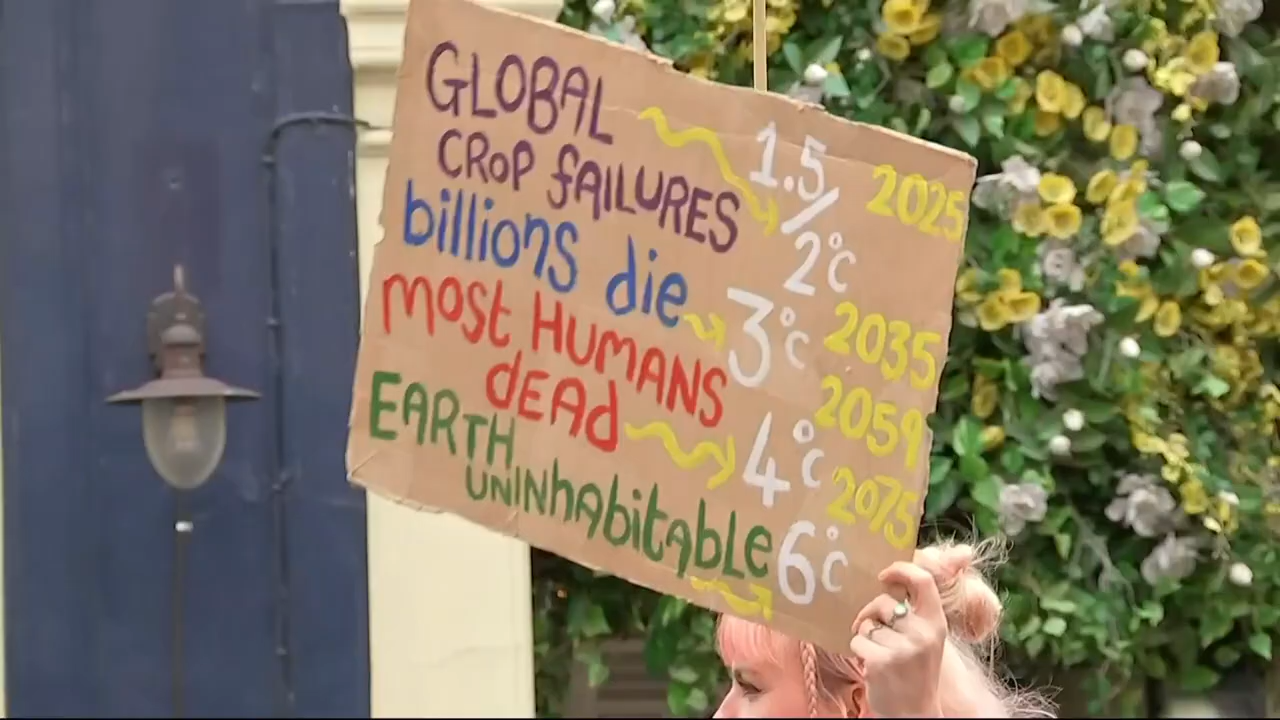 GLOBAL
CROP fAILURES 1.5/2°C 2025
billions die 3°C 2035
most HUMANS 2059
dEAd 4°C
EARTH 2075
UNINhAbitAblE 6°C